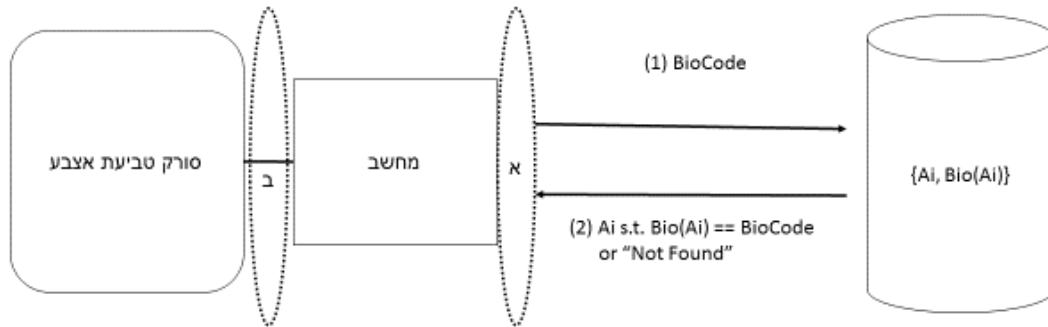 (1) BioCode
סורק טביעת אצבע
ב
מחשב
א
{Ai, Bio(Ai)}
(2) Ai s.t. Bio(Ai) == BioCode
or “Not Found”